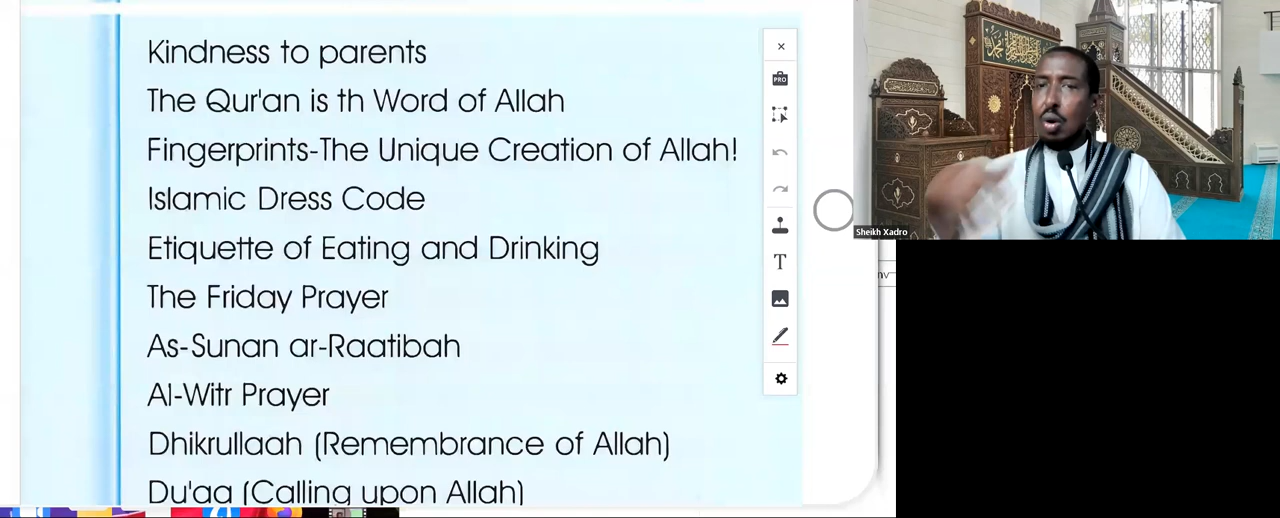 Kindness to parents
The Qur'an is th Word of Allah
Fingerprints-The Unique Creation of Allah!
Islamic Dress Code
Etiquette of Eating and Drinking
The Friday Prayer
As-Sunan ar-Raatibah
Al-Witr Prayer
Dhikrullaah (Remembrance of Allah)
Du'aa (Calling upon Allah)
PRO
T
Sheikh Xadro